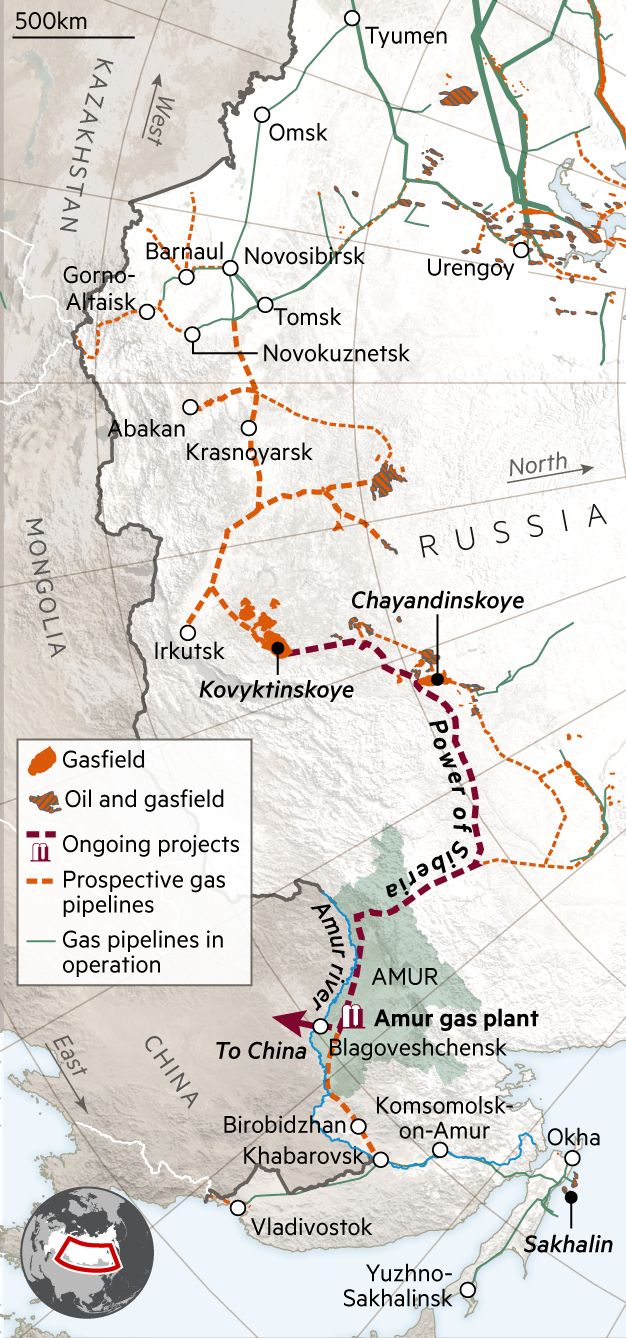 500km
Tyumen
KAZAKHSTAN
West
Omsk
Barnaul
Novosibirsk
Urengoy
Gorno-
Altaisk
Tomsk
Novokuznetsk
Abakan
Krasnoyarsk
North
RUSSIA
MONGOLIA
Chayandinskoye
Irkutsk
Kovyktinskoye
Power of Siberia
Gasfield
Oil and gasfield
Ongoing projects
Prospective gas
pipelines
Gas pipelines in
operation
Amur river
AMUR
Amur gas plant
To China
Blagoveshchensk
East
CHINA
Birobidzhan
Komsomolsk-
on-Amur
Khabarovsk
Okha
Vladivostok
Sakhalin
Yuzhno-
Sakhalinsk